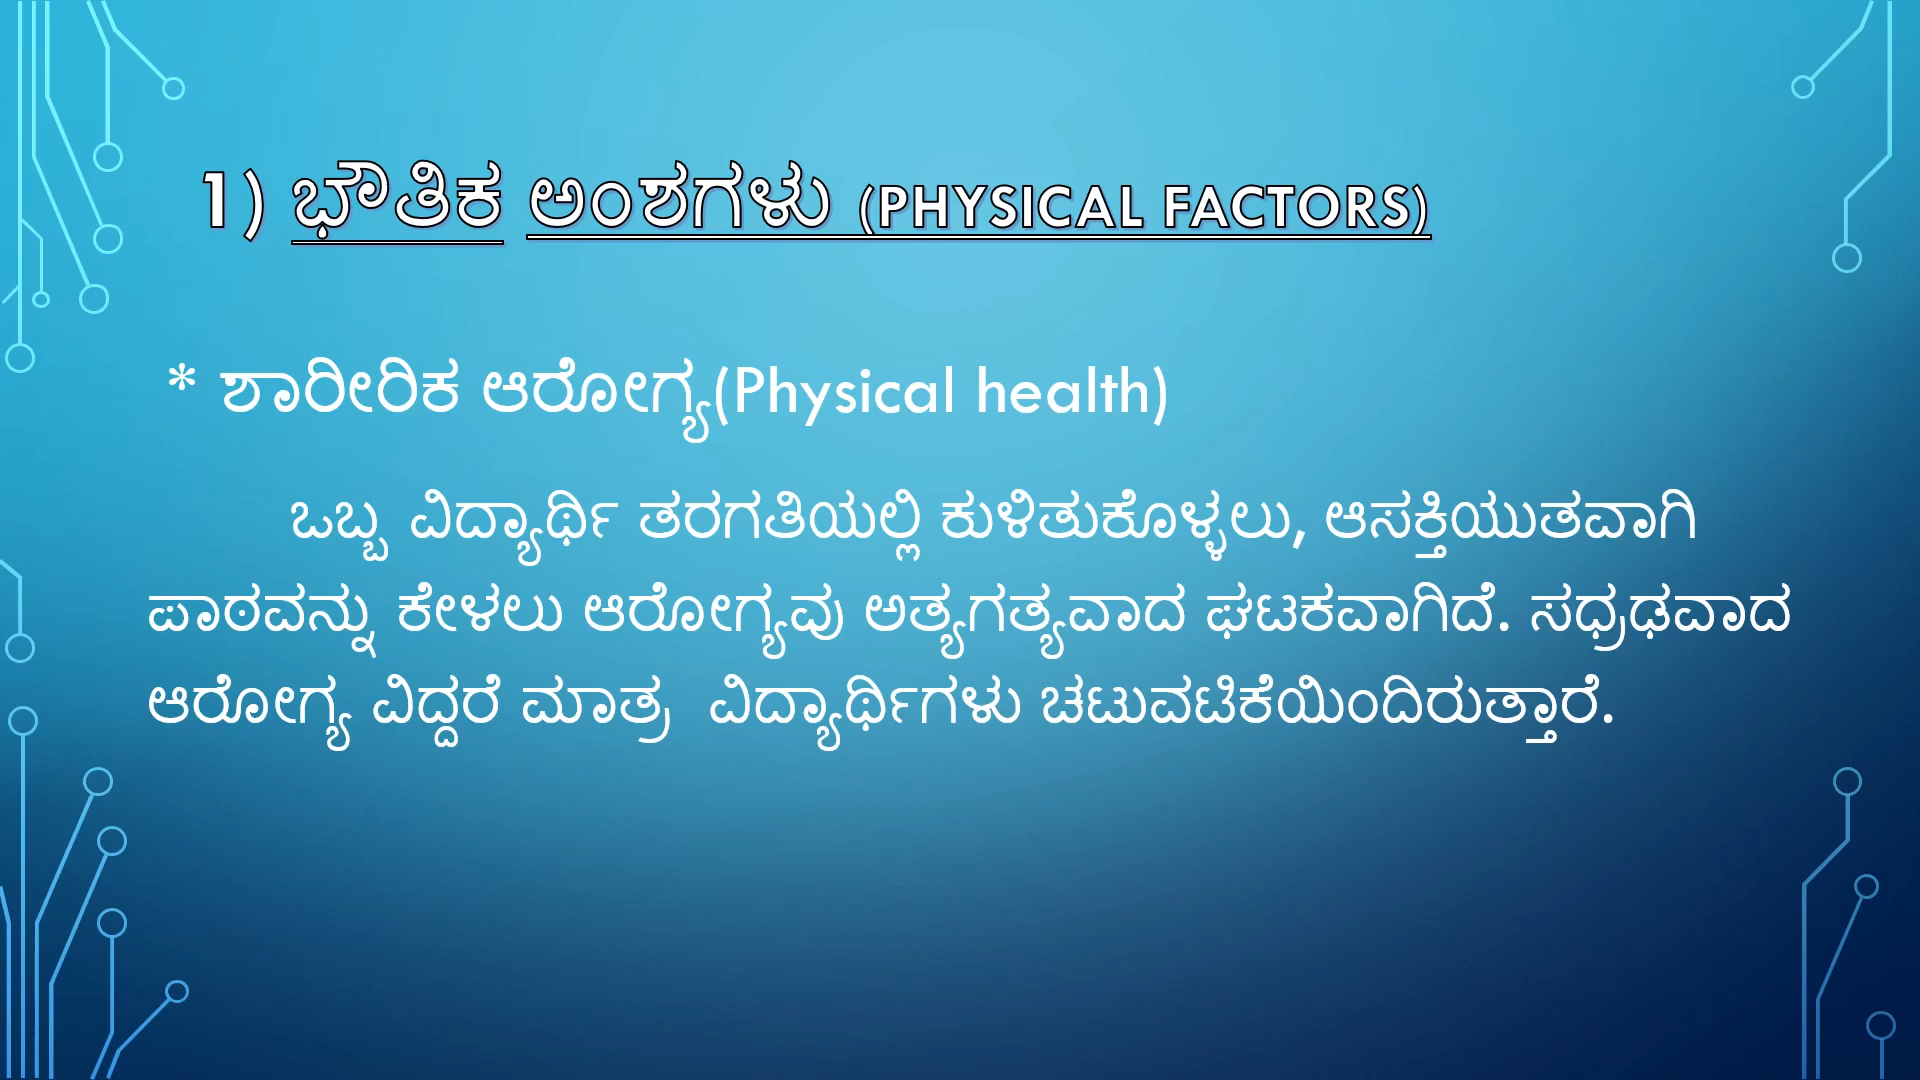 1) ಭೌತಿಕ ಅಂಶಗಳು (PHYSICAL FACTORS)
* ಶಾರೀರಿಕ ಆರೋಗ್ಯ(Physical health)
ಒಬ್ಬ ವಿದ್ಯಾರ್ಥಿ ತರಗತಿಯಲ್ಲಿ ಕುಳಿತುಕೊಳ್ಳಲು, ಆಸಕ್ತಿಯುತವಾಗಿ
ಪಾಠವನ್ನು ಕೇಳಲು ಆರೋಗ್ಯವು ಅತ್ಯಗತ್ಯವಾದ ಘಟಕವಾಗಿದೆ. ಸಧ್ರಢವಾದ
ಆರೋಗ್ಯ ವಿದ್ದರೆ ಮಾತ್ರ ವಿದ್ಯಾರ್ಥಿಗಳು ಚಟುವಟಿಕೆಯಿಂದಿರುತ್ತಾರೆ.